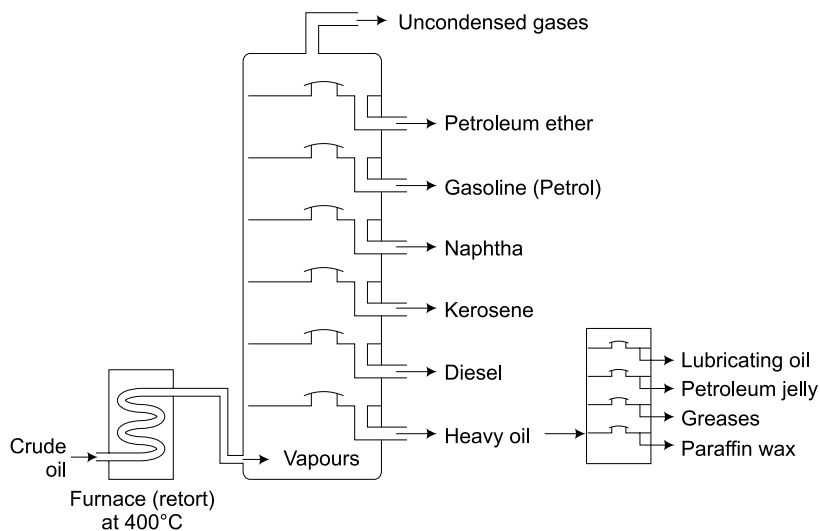 Uncondensed gases
Petroleum ether
Gasoline (Petrol)
Naphtha
Kerosene
Diesel
Heavy oil
Lubricating oil
Petroleum jelly
Greases
Paraffin wax
Crude
oil
Vapours
Furnace (retort)
at 400°C